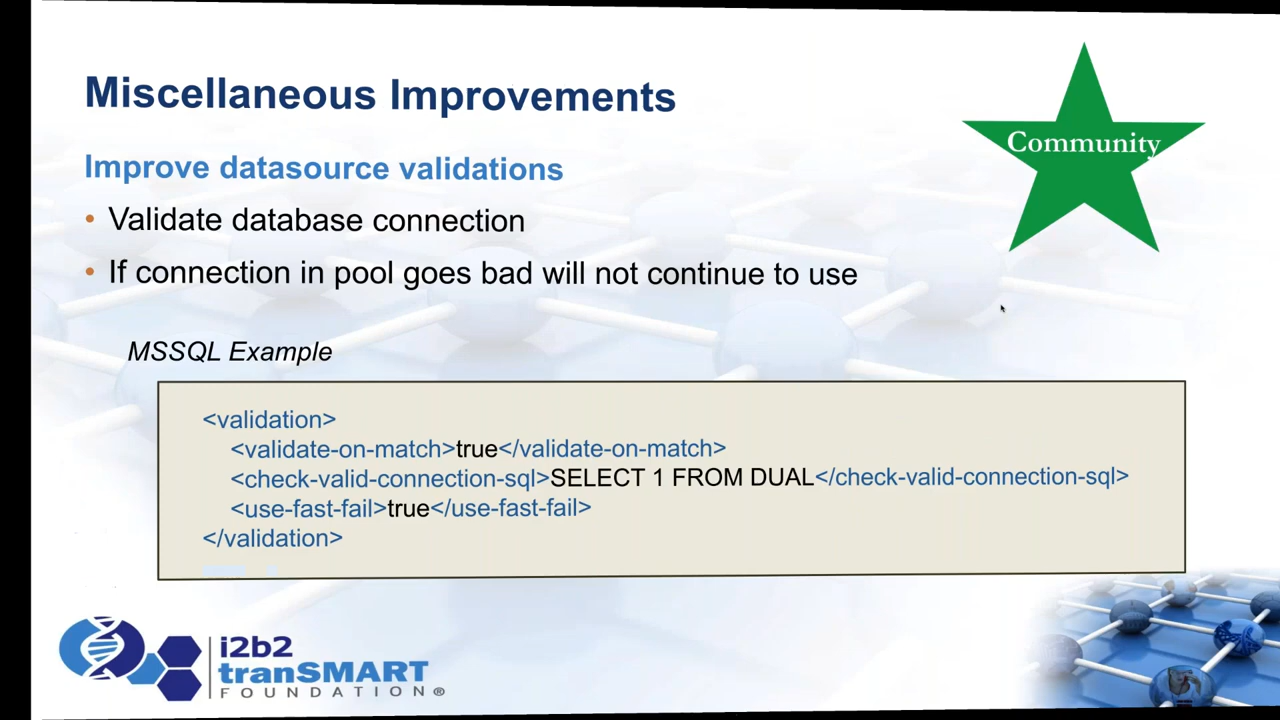 Miscellaneous Improvements
Community
Improve datasource validations
• Validate database connection
• If connection in pool goes bad will not continue to use
MSSQL Example
<validation>
<validate-on-match>true</validate-on-match>
<check-valid-connection-sql>SELECT 1 FROM DUAL</check-valid-connection-sql>
<use-fast-fail>true</use-fast-fail>
</validation>
i2b2
tranSMART
FOUNDATION®